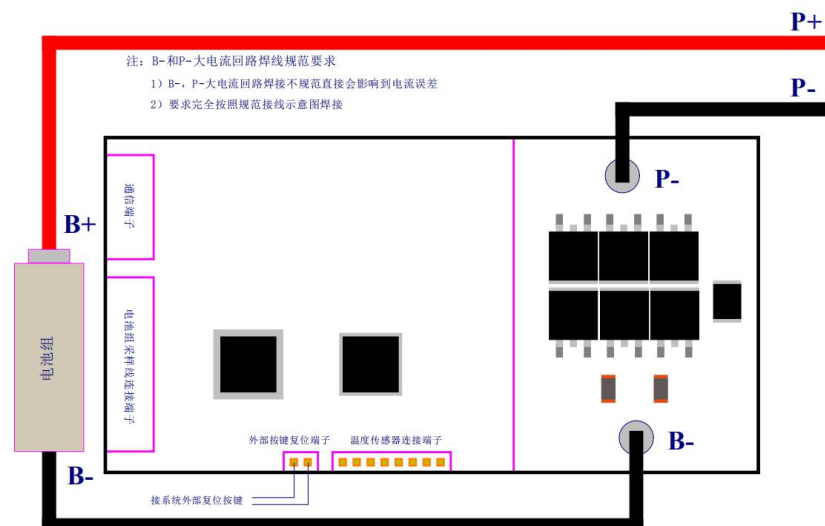 P+
注: B-和P-大电流回路焊线规范要求
1) B-, P-大电流回路焊接不规范直接会影响到电流误差
P-
2) 要求完全按照规范接线示意图焊接
通信端子
P-
B+
电池组采样线连接端子
电池组
外部按键复位端子 温度传感器连接端子
B-
B-
接系统外部复位按键